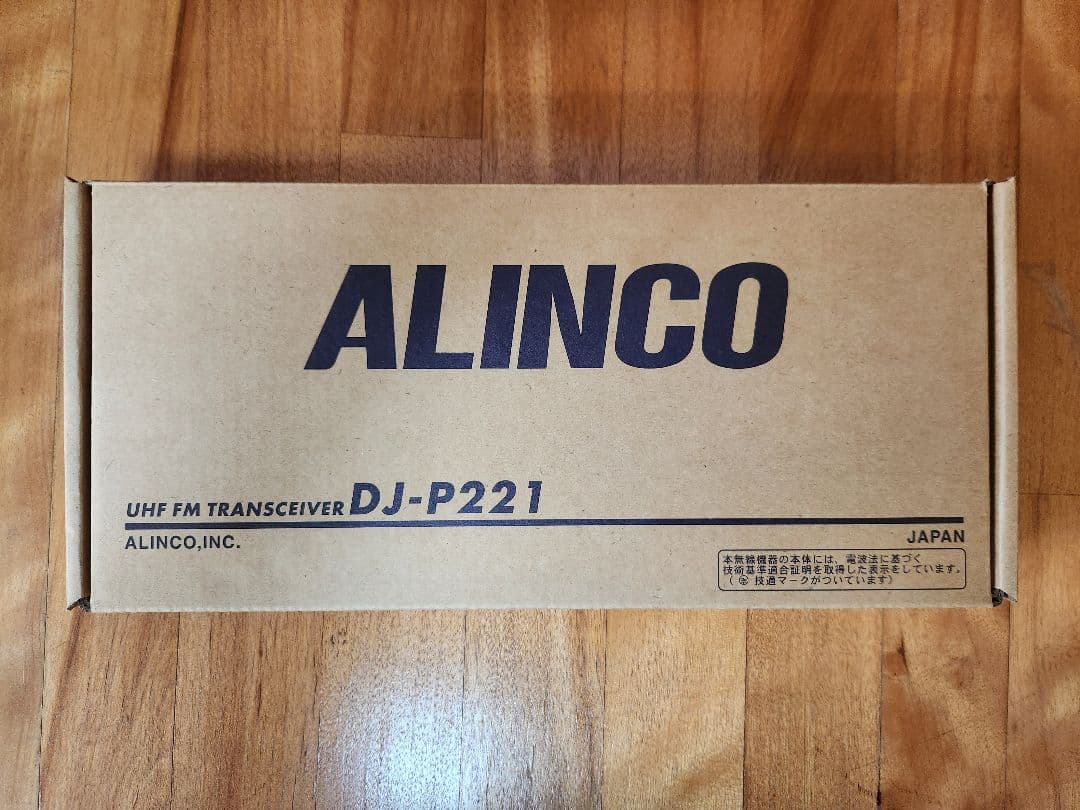 ALINCO
UHF FM TRANSCEIVER DJ-P221
ALINCO,INC.
JAPAN
本無線機器の本体には、電波法に基づく
技術基準適合証明を取得した表示をしています。
( 技適マークがついています)